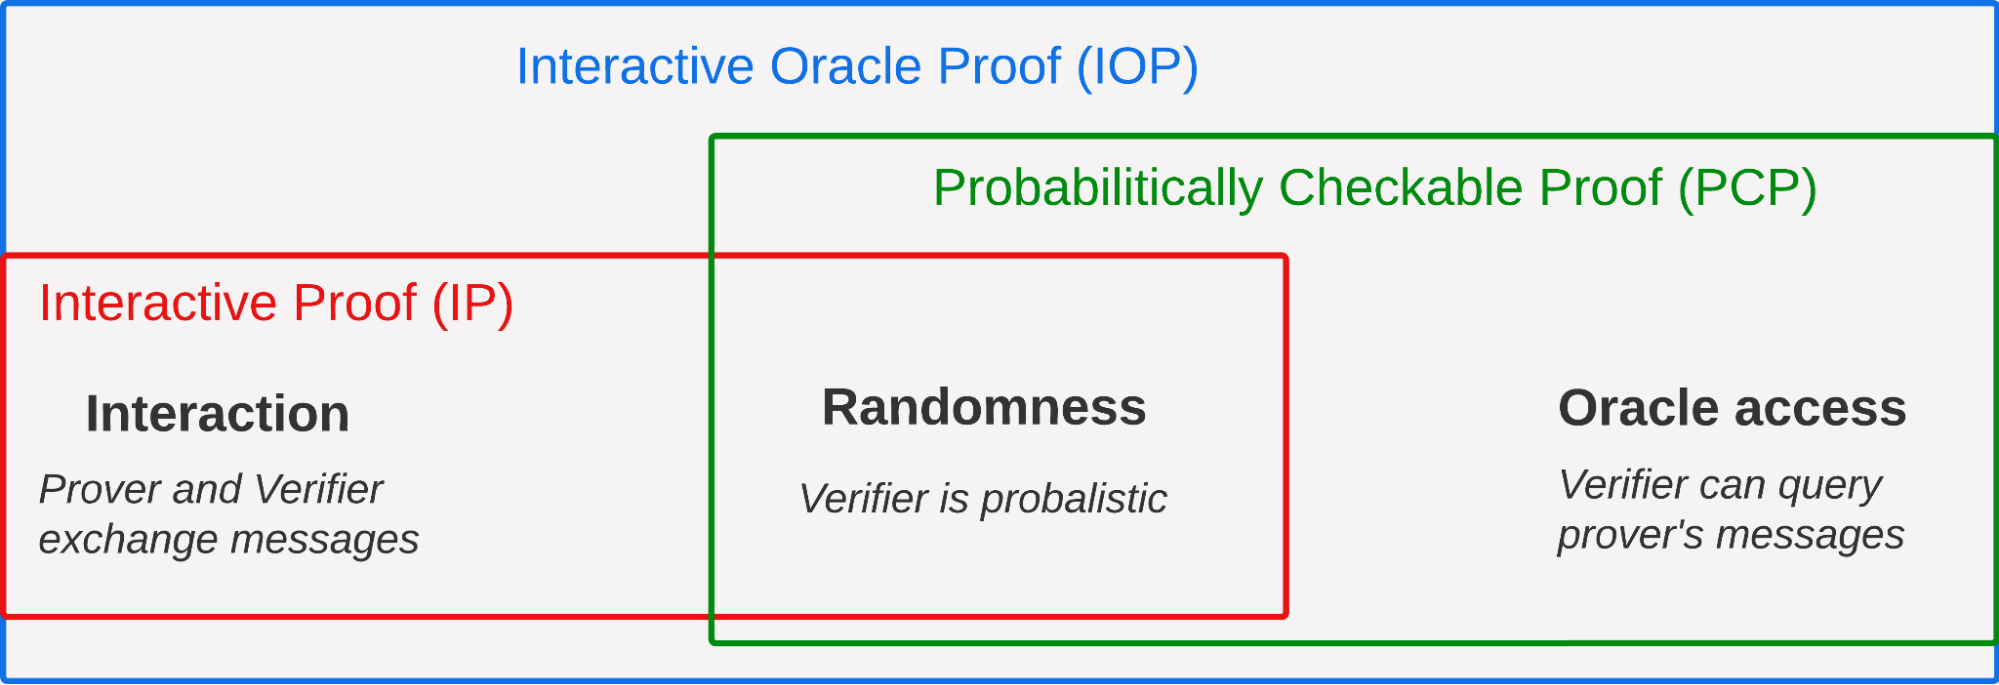 Interactive Oracle Proof (IOP)
Probabilitically Checkable Proof (PCP)
Interactive Proof (IP)
Interaction
Prover and Verifier
exchange messages
Randomness
Verifier is probalistic
Oracle access
Verifier can query
prover's messages